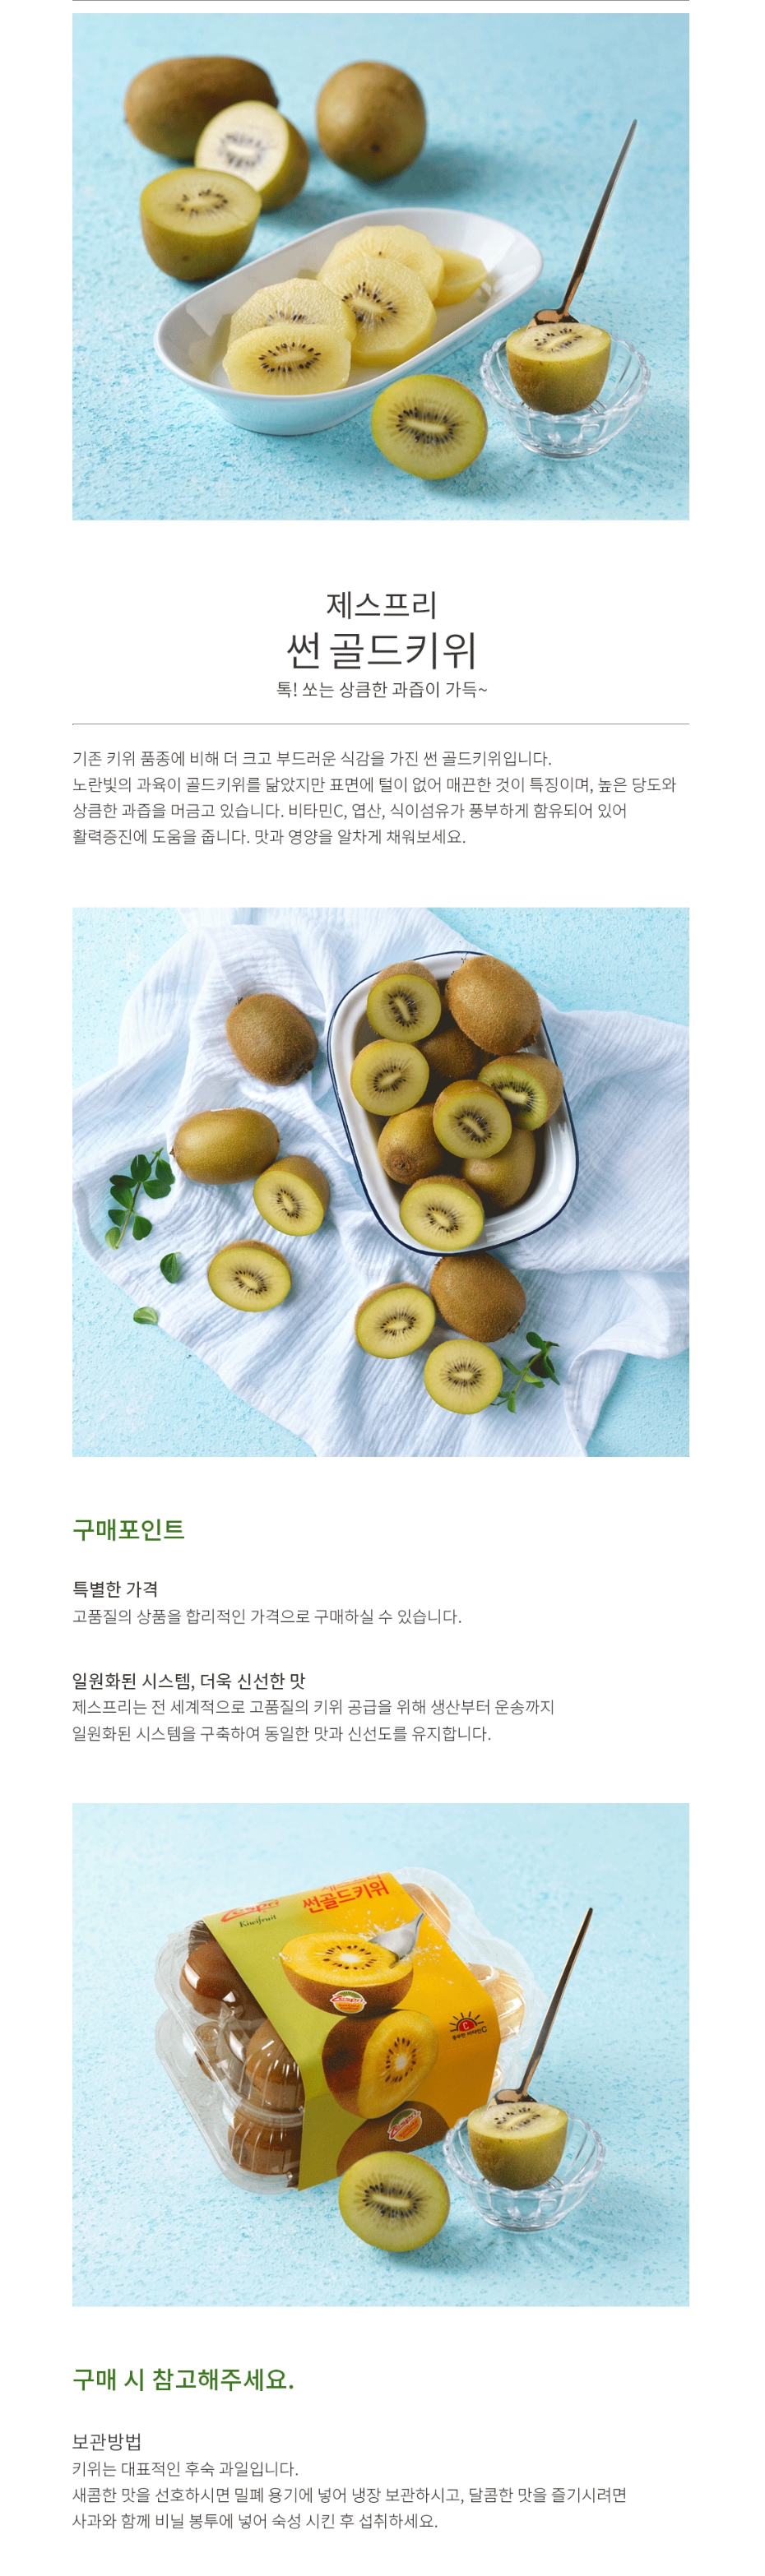 제스프리
썬 골드키위
톡! 쏘는 상큼한 과즙이 가득~
기존 키위 품종에 비해 더 크고 부드러운 식감을 가진 썬 골드키위입니다.
노란빛의 과육이 골드키위를 닮았지만 표면에 털이 없어 매끈한 것이 특징이며, 높은 당도와
상큼한 과즙을 머금고 있습니다. 비타민C, 엽산, 식이섬유가 풍부하게 함유되어 있어
활력증진에 도움을 줍니다. 맛과 영양을 알차게 채워보세요.
구매포인트
특별한 가격
고품질의 상품을 합리적인 가격으로 구매하실 수 있습니다.
일원화된 시스템, 더욱 신선한 맛
제스프리는 전 세계적으로 고품질의 키위 공급을 위해 생산부터 운송까지
일원화된 시스템을 구축하여 동일한 맛과 신선도를 유지합니다.
제스프리
썬골드키위
Zespri
Kiwifruit
Zespri
C
Zespri
구매 시 참고해주세요.
보관방법
키위는 대표적인 후숙 과일입니다.
새콤한 맛을 선호하시면 밀폐 용기에 넣어 냉장 보관하시고, 달콤한 맛을 즐기시려면
사과와 함께 비닐 봉투에 넣어 숙성 시킨 후 섭취하세요.